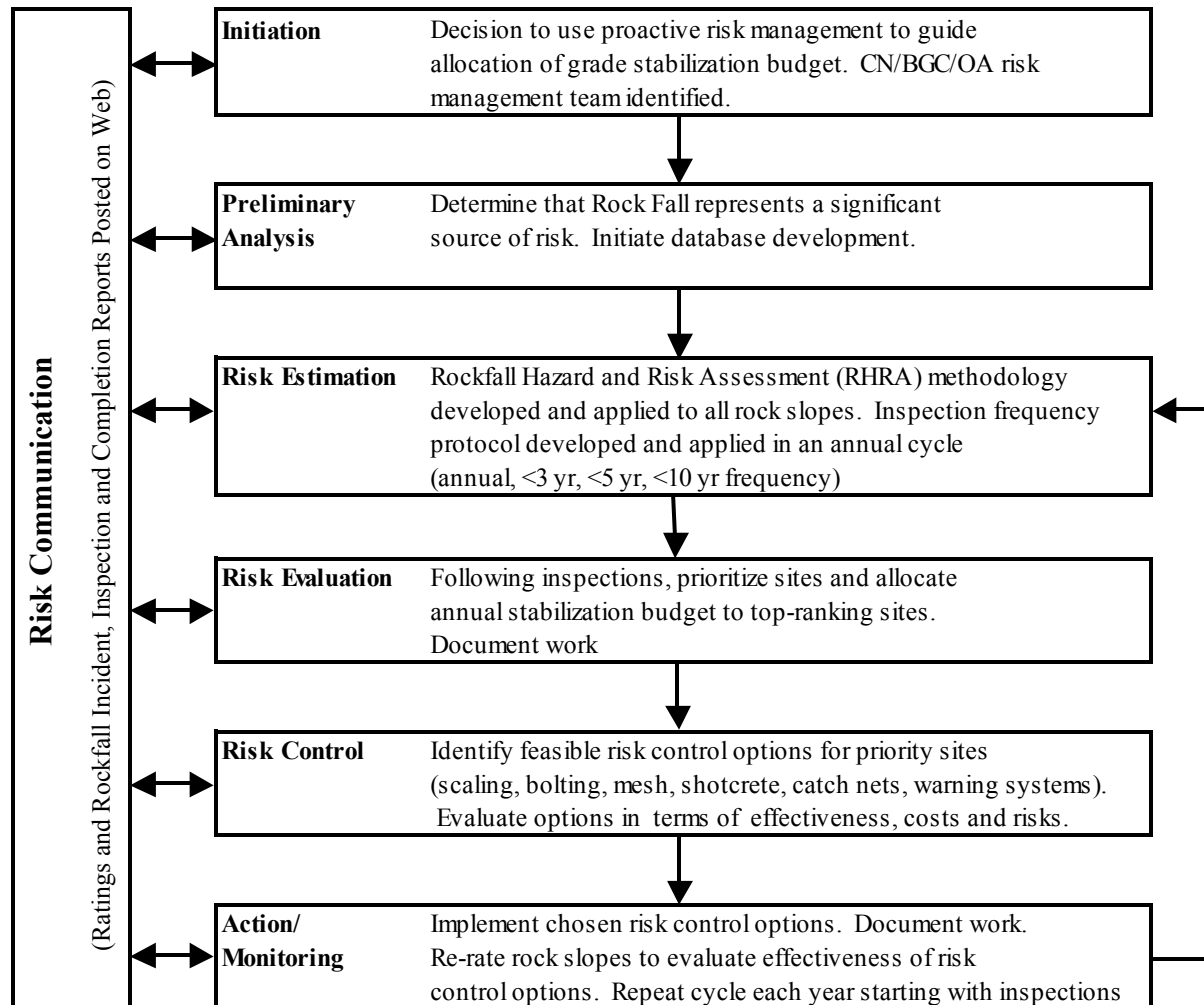 Risk Communication
(Ratings and Rockfall Incident, Inspection and Completion Reports Posted on Web)
Initiation Decision to use proactive risk management to guide
allocation of grade stabilization budget. CN/BGC/OA risk
management team identified.
Preliminary Determine that Rock Fall represents a significant
Analysis source of risk. Initiate database development.
Risk Estimation Rockfall Hazard and Risk Assessment (RHRA) methodology
developed and applied to all rock slopes. Inspection frequency
protocol developed and applied in an annual cycle
(annual, <3 yr, <5 yr, <10 yr frequency)
Risk Evaluation Following inspections, prioritize sites and allocate
annual stabilization budget to top-ranking sites.
Document work
Risk Control Identify feasible risk control options for priority sites
(scaling, bolting, mesh, shotcrete, catch nets, warning systems).
Evaluate options in terms of effectiveness, costs and risks.
Action/ Implement chosen risk control options. Document work.
Monitoring Re-rate rock slopes to evaluate effectiveness of risk
control options. Repeat cycle each year starting with inspections